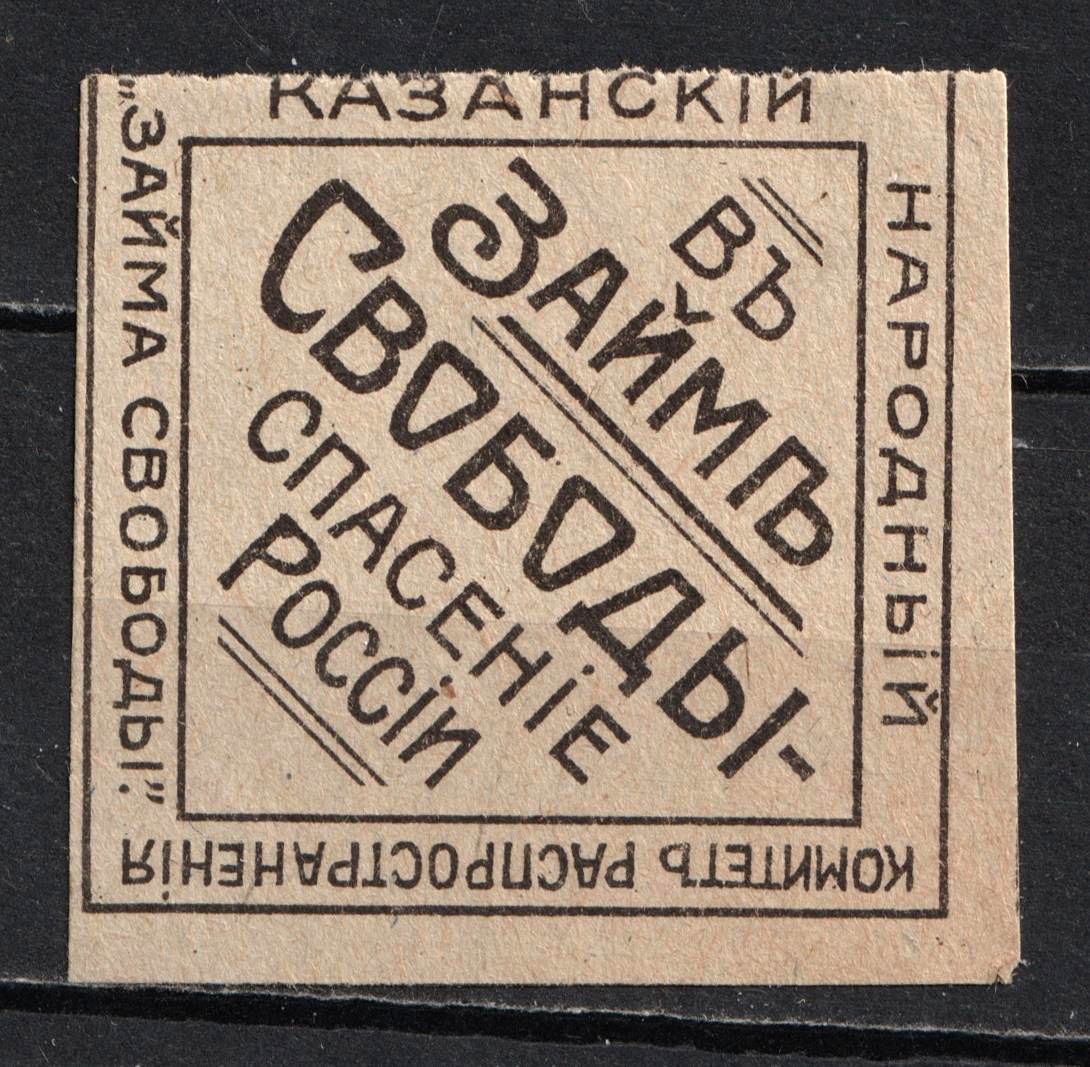 КАЗАНСКІЙ
НАРОДНЫЙ
КОМИТЕТЪ РАСПРОСТРАНЕНІЯ
„ЗАЙМА СВОБОДЫ."
ВЪ
ЗАЙМѢ
СВОБОДЫ-
СПАСЕНІЕ
РОССІИ